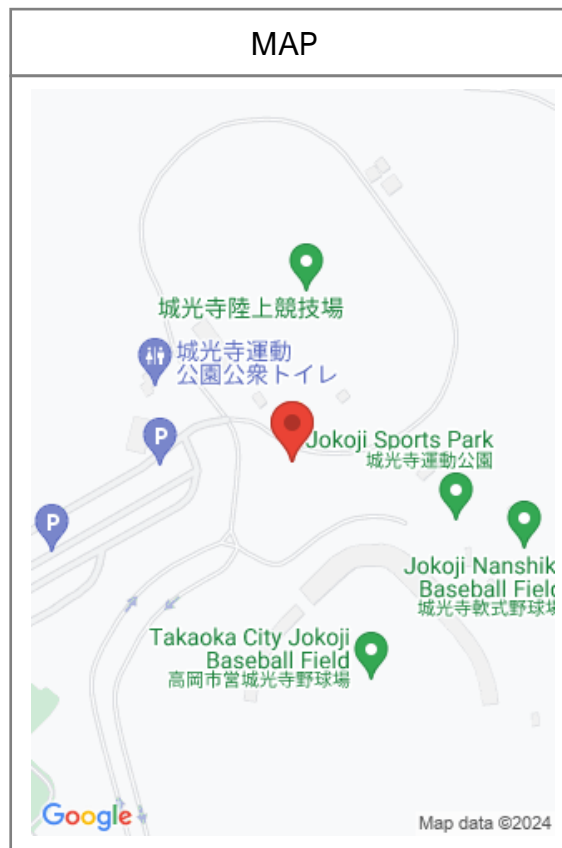 MAP
城光寺陸上競技場
城光寺運動
公園公衆トイレ
P
Jokoji Sports Park
城光寺運動公園
P
Jokoji Nanshik
Baseball Field
城光寺軟式野球場
Takaoka City Jokoji
Baseball Field
高岡市営城光寺野球場
Google
Map data ©2024